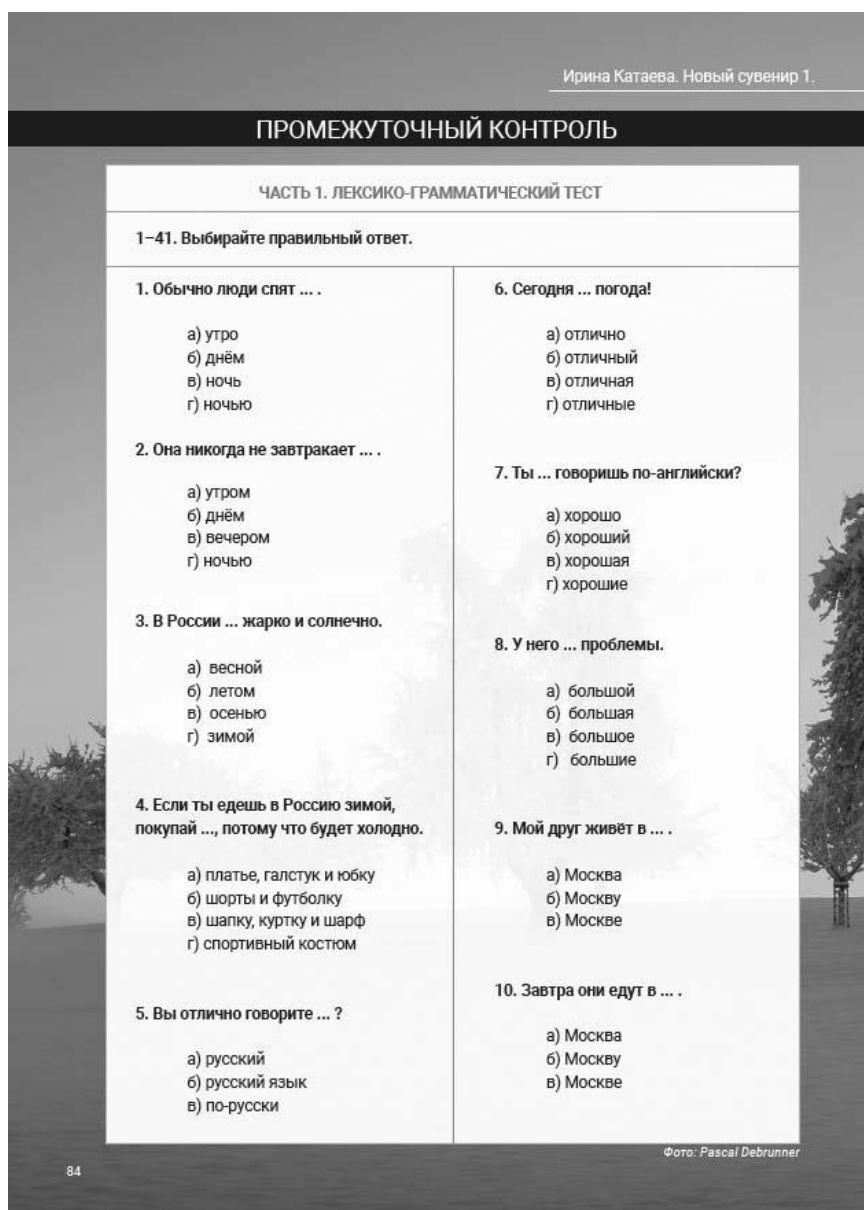 Ирина Катаева. Новый сувенир 1.
ПРОМЕЖУТОЧНЫЙ КОНТРОЛЬ
ЧАСТЬ 1. ЛЕКСИКО-ГРАММАТИЧЕСКИЙ ТЕСТ
1–41. Выбирайте правильный ответ.
1. Обычно люди спят ... .
а) утро
б) днём
в) ночь
г) ночью
2. Она никогда не завтракает ... .
а) утром
б) днём
в) вечером
г) ночью
3. В России ... жарко и солнечно.
а) весной
б) летом
в) осенью
г) зимой
4. Если ты едешь в Россию зимой,
покупай ..., потому что будет холодно.
а) платье, галстук и юбку
б) шорты и футболку
в) шапку, куртку и шарф
г) спортивный костюм
5. Вы отлично говорите ... ?
а) русский
б) русский язык
в) по-русски
6. Сегодня ... погода!
а) отлично
б) отличный
в) отличная
г) отличные
7. Ты ... говоришь по-английски?
а) хорошо
б) хороший
в) хорошая
г) хорошие
8. У него ... проблемы.
а) большой
б) большая
в) большое
г) большие
9. Мой друг живёт в ... .
а) Москва
б) Москву
в) Москве
10. Завтра они едут в ... .
а) Москва
б) Москву
в) Москве
Фото: Pascal Debrunner
84